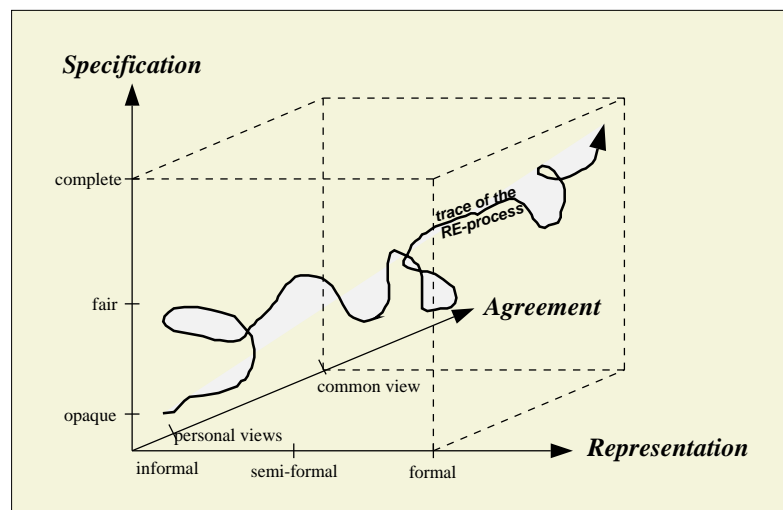 Specification
complete
trace of the
RE-process
fair
Agreement
common view
opaque
personal views
Representation
informal
semi-formal
formal